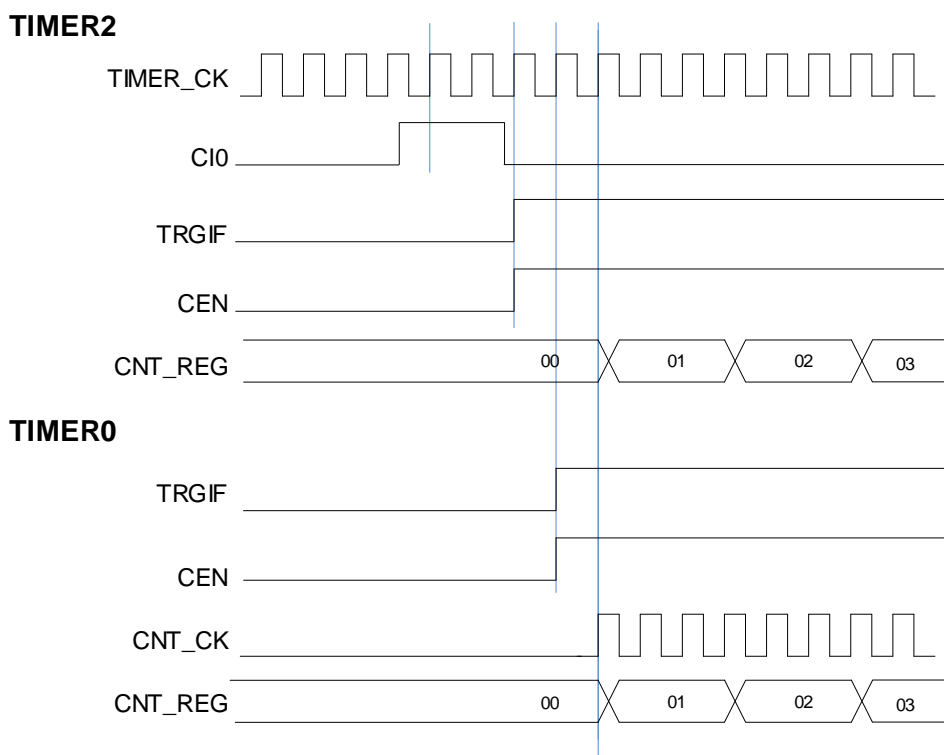 TIMER2
TIMER_CK
CI0
TRGIF
CEN
CNT_REG 00 01 02 03
TIMER0
TRGIF
CEN
CNT_CK
CNT_REG 00 01 02 03